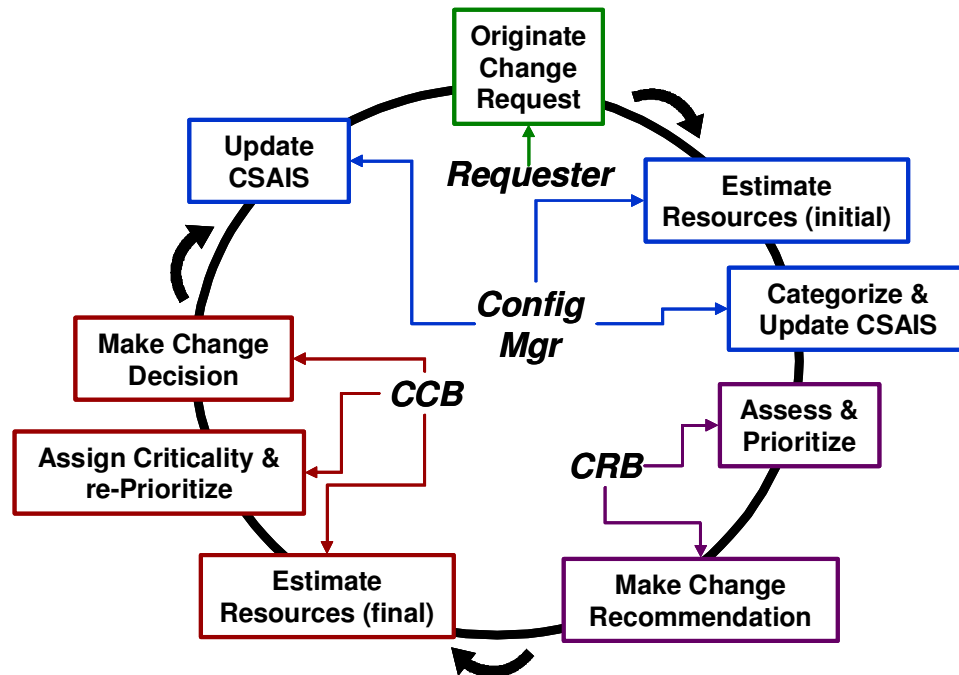 Originate
Change
Request
Update
CSAIS
Requester
Estimate
Resources (initial)
Config
Mgr
Categorize &
Update CSAIS
Make Change
Decision
CCB
Assess &
Prioritize
Assign Criticality &
re-Prioritize
CRB
Estimate
Resources (final)
Make Change
Recommendation